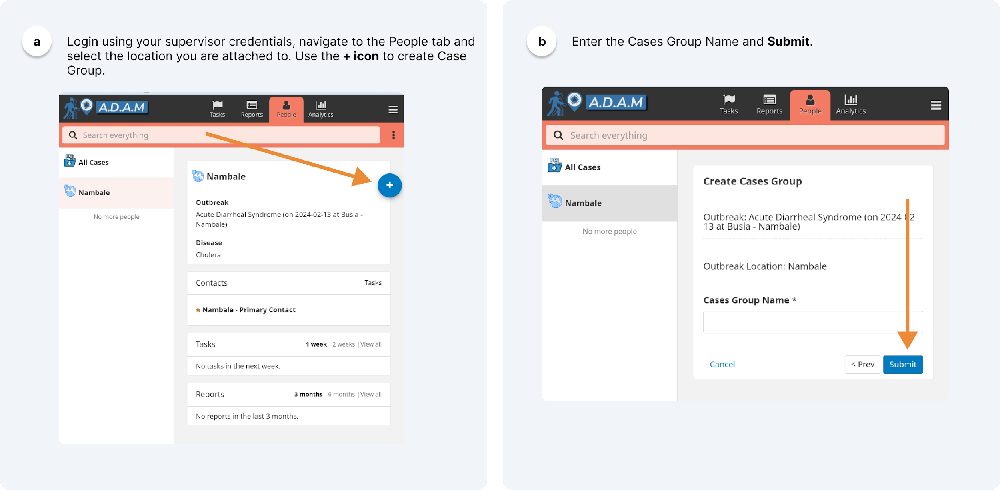 a
Login using your supervisor credentials, navigate to the People tab and
select the location you are attached to. Use the + icon to create Case
Group.
A.D.A.M
Tasks
Reports
People
Analytics
Search everything
All Cases
Nambale
No more people
Nambale
+
Outbreak
Acute Diarrheal Syndrome (on 2024-02-13 at Busia -
Nambale)
Disease
Cholera
Contacts Tasks
Nambale - Primary Contact
Tasks 1 week | 2 weeks | View all
No tasks in the next week.
Reports 3 months | 6 months | View all
No reports in the last 3 months.
b
Enter the Cases Group Name and Submit.
A.D.A.M
Tasks
Reports
People
Analytics
Search everything
All Cases
Nambale
No more people
Create Cases Group
Outbreak: Acute Diarrheal Syndrome (on 2024-02-
13 at Busia - Nambale)
Outbreak Location: Nambale
Cases Group Name *
Cancel < Prev Submit